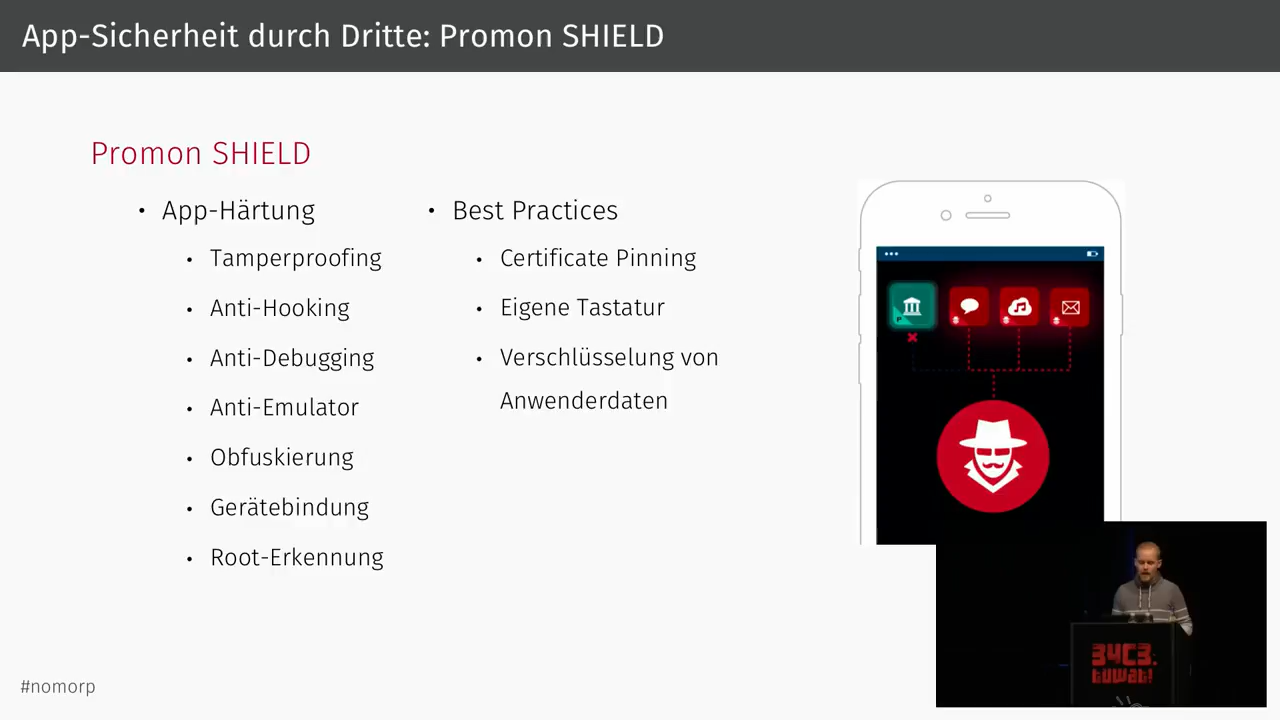 App-Sicherheit durch Dritte: Promon SHIELD
Promon SHIELD
• App-Härtung
• Tamperproofing
• Anti-Hooking
• Anti-Debugging
• Anti-Emulator
• Obfuskierung
• Gerätebindung
• Root-Erkennung
• Best Practices
• Certificate Pinning
• Eigene Tastatur
• Verschlüsselung von
Anwenderdaten
34C3.
tuwat!
#nomorp